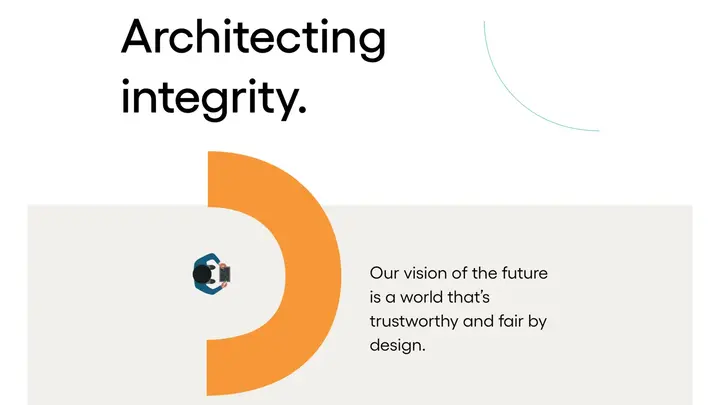 Architecting
integrity.
Our vision of the future
is a world that’s
trustworthy and fair by
design.